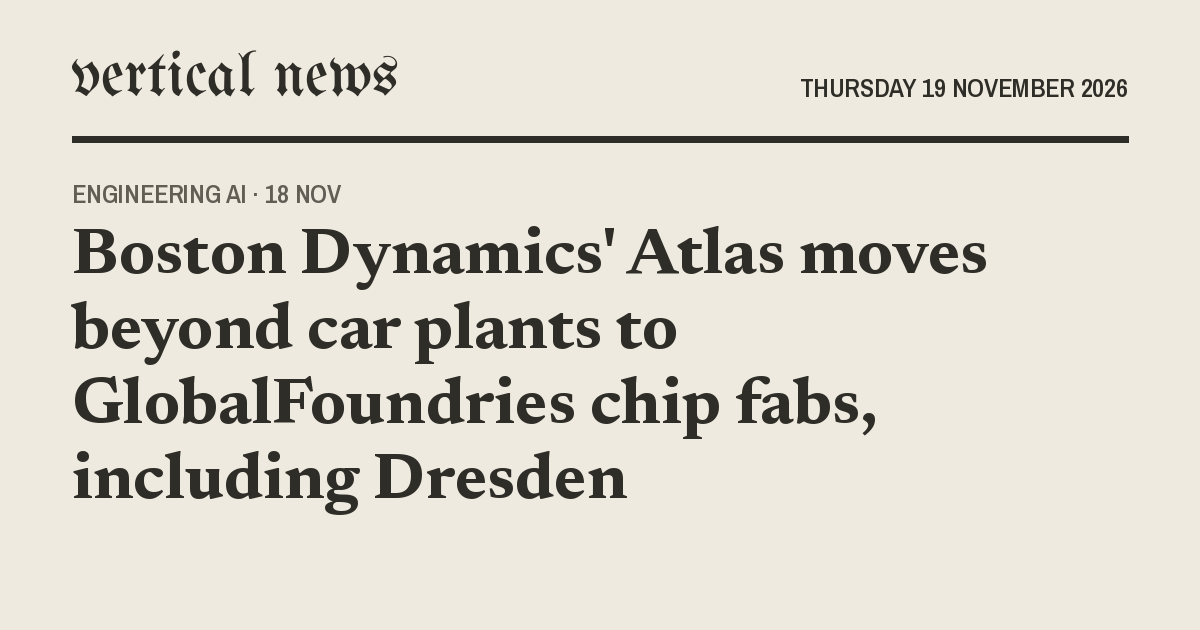 vertical news
THURSDAY 19 NOVEMBER 2026
ENGINEERING AI · 18 NOV
Boston Dynamics' Atlas moves
beyond car plants to
GlobalFoundries chip fabs,
including Dresden